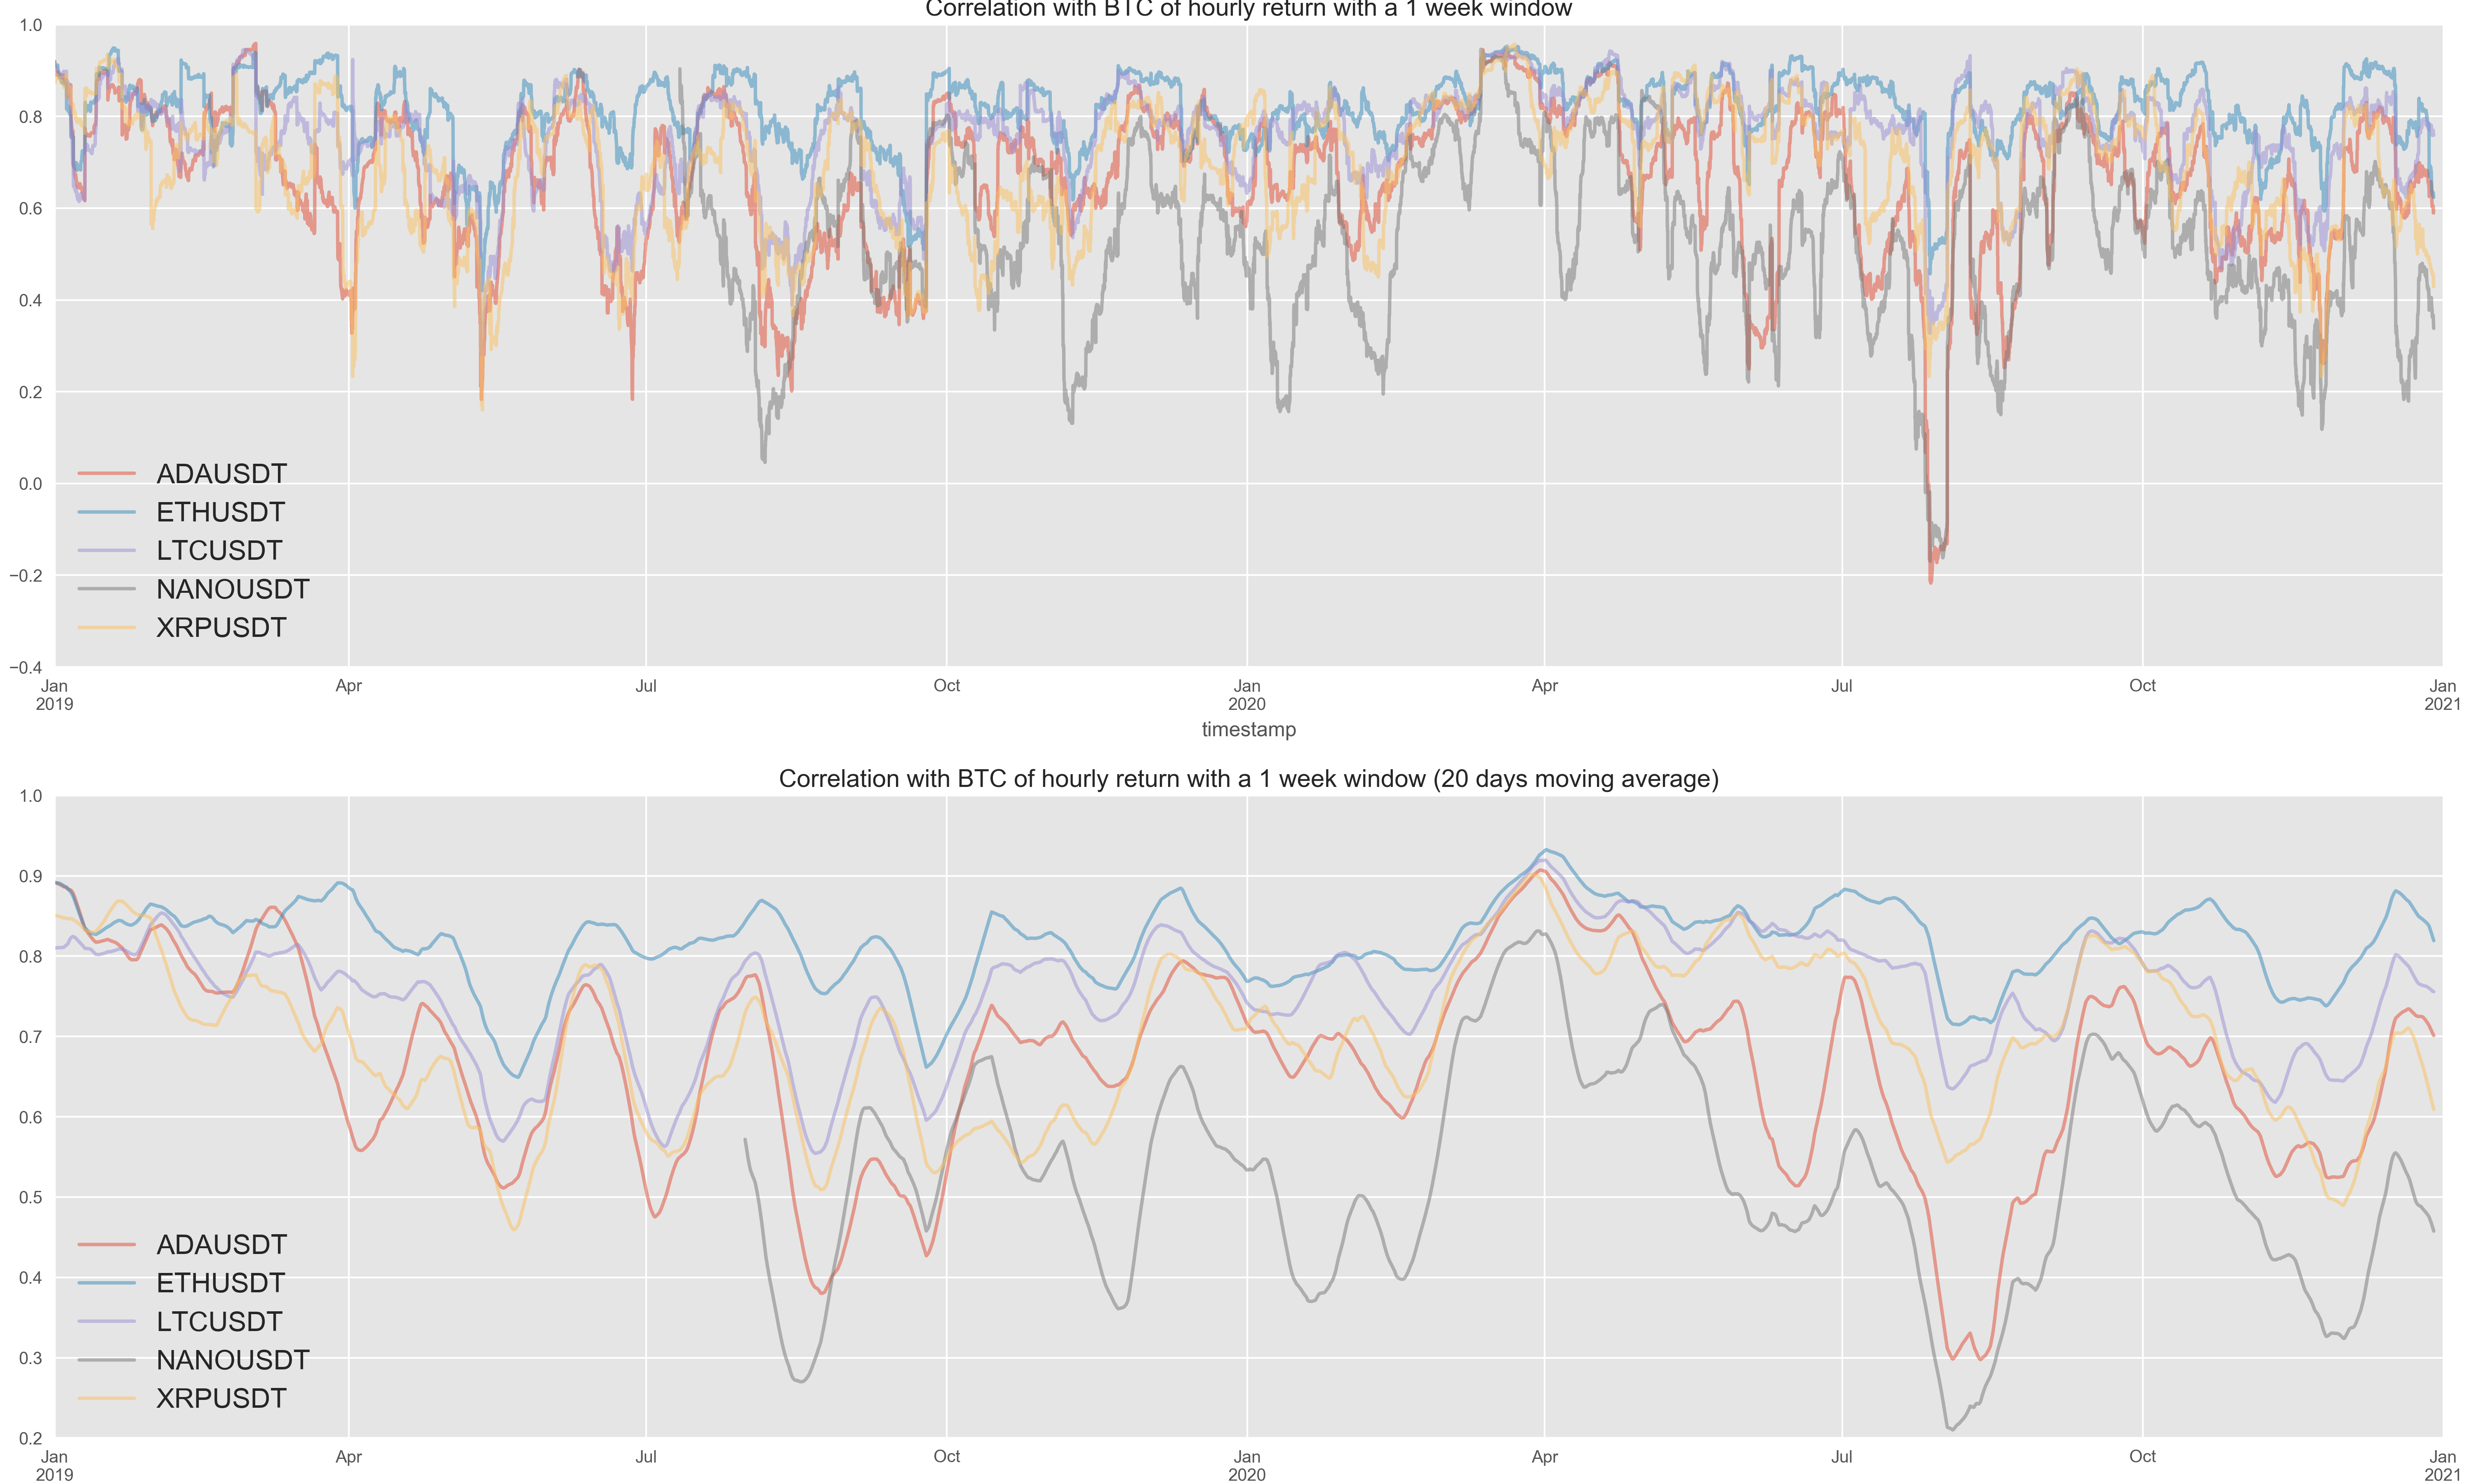 Correlation with BTC of hourly return with a 1 week window
1.0
0.8
0.6
0.4
0.2
0.0
−0.2
−0.4
ADAUSDT
ETHUSDT
LTCUSDT
NANOUSDT
XRPUSDT
Jan Apr Jul Oct Jan Apr Jul Oct Jan
2019 2020 2021
timestamp
Correlation with BTC of hourly return with a 1 week window (20 days moving average)
1.0
0.9
0.8
0.7
0.6
0.5
0.4
0.3
0.2
ADAUSDT
ETHUSDT
LTCUSDT
NANOUSDT
XRPUSDT
Jan Apr Jul Oct Jan Apr Jul Oct Jan
2019 2020 2021